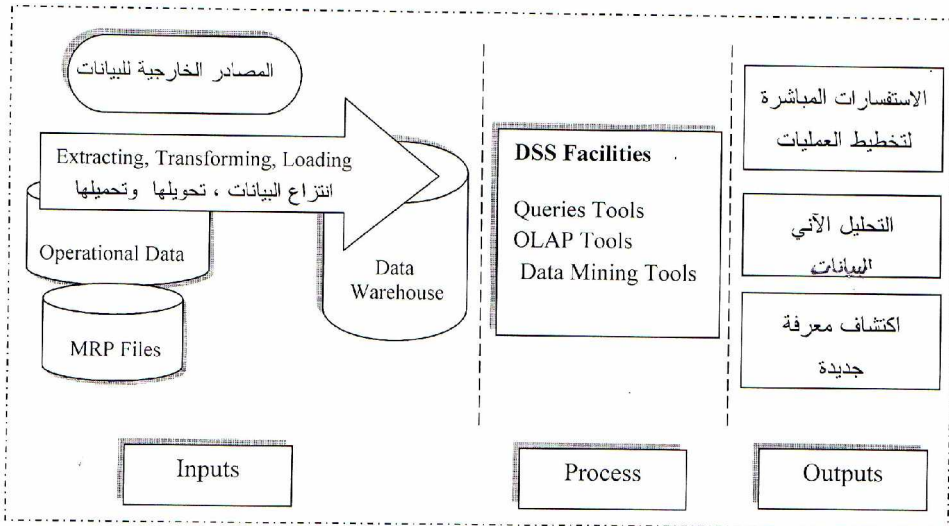 المصادر الخارجية للبيانات
Extracting, Transforming, Loading
انتزاع البيانات ، تحويلها وتحميلها
Operational Data
MRP Files
Data
Warehouse
DSS Facilities
Queries Tools
OLAP Tools
Data Mining Tools
الاستفسارات المباشرة
لتخطيط العمليات
التحليل الآني
البيانات
اكتشاف معرفة
جديدة
Inputs
Process
Outputs